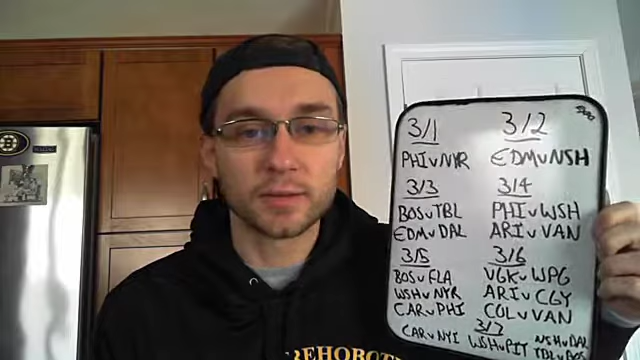 3/1 3/2
PHI v NYR EDM v NSH
3/3 3/4
BOS v TBL PHI v WSH
EDM v DAL ARI v VAN
3/5 3/6
BOS v FLA VGK v WPG
WSH v NYR ARI v CGY
CAR v PHI COL v VAN
3/7
CAR v NYI WSH v PIT NSH v DAL
BOS
REHOBOT
B